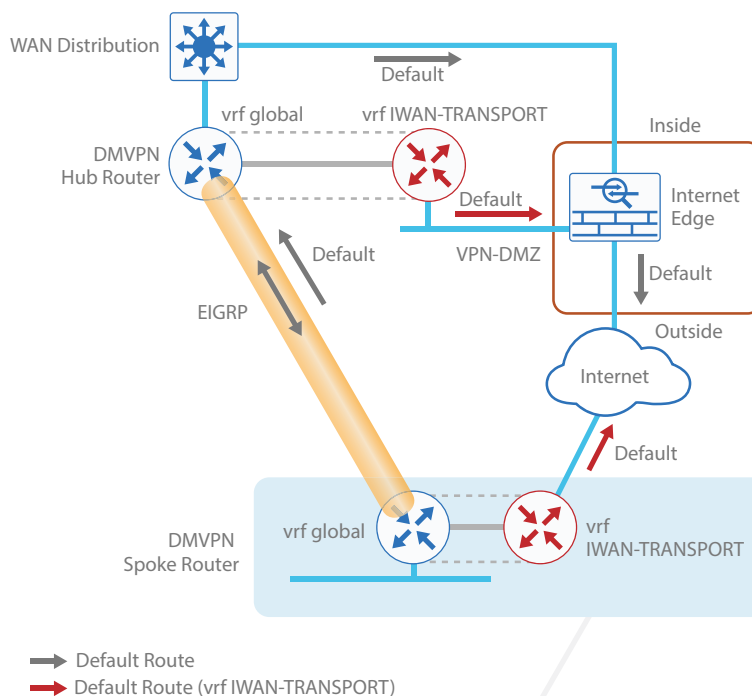 WAN Distribution
Default
vrf global
vrf IWAN-TRANSPORT
Inside
DMVPN
Hub Router
Default
Internet
Edge
Default
VPN-DMZ
Default
EIGRP
Outside
Internet
Default
vrf global
DMVPN
Spoke Router
vrf
IWAN-TRANSPORT
Default Route
Default Route (vrf IWAN-TRANSPORT)